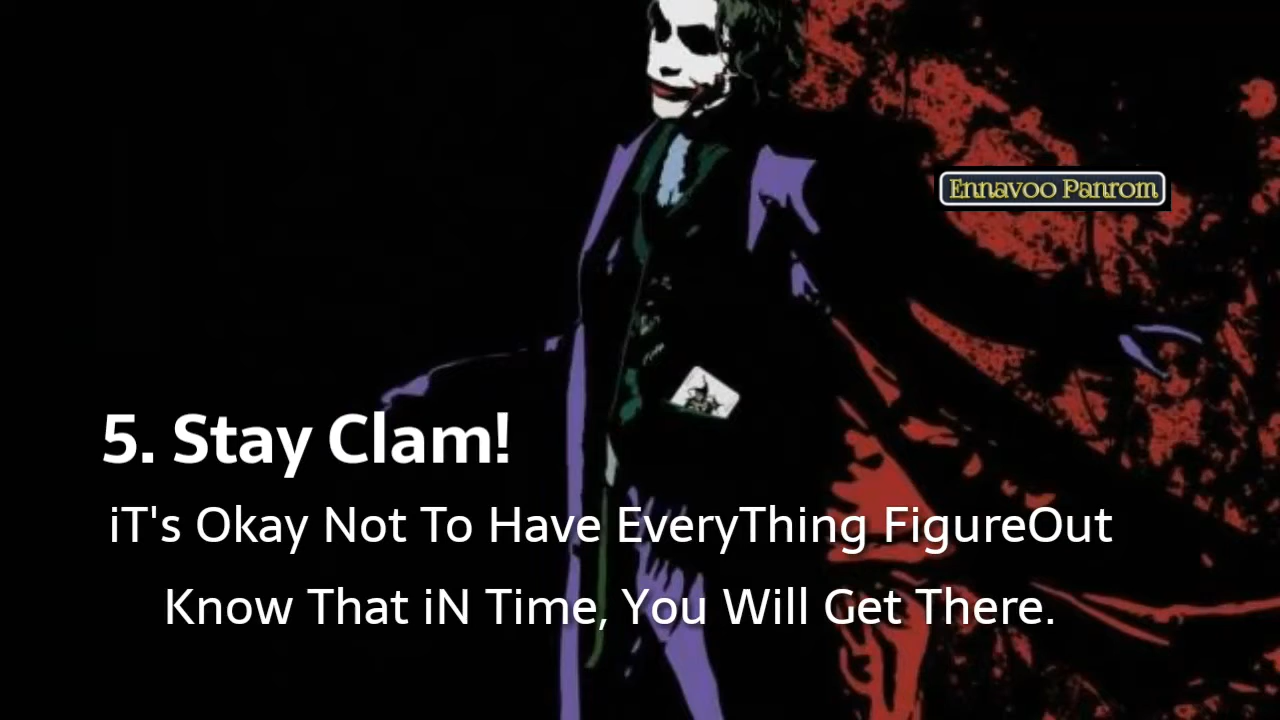 Ennavoo Panrom
5. Stay Clam!
iT's Okay Not To Have EveryThing FigureOut
Know That iN Time, You Will Get There.